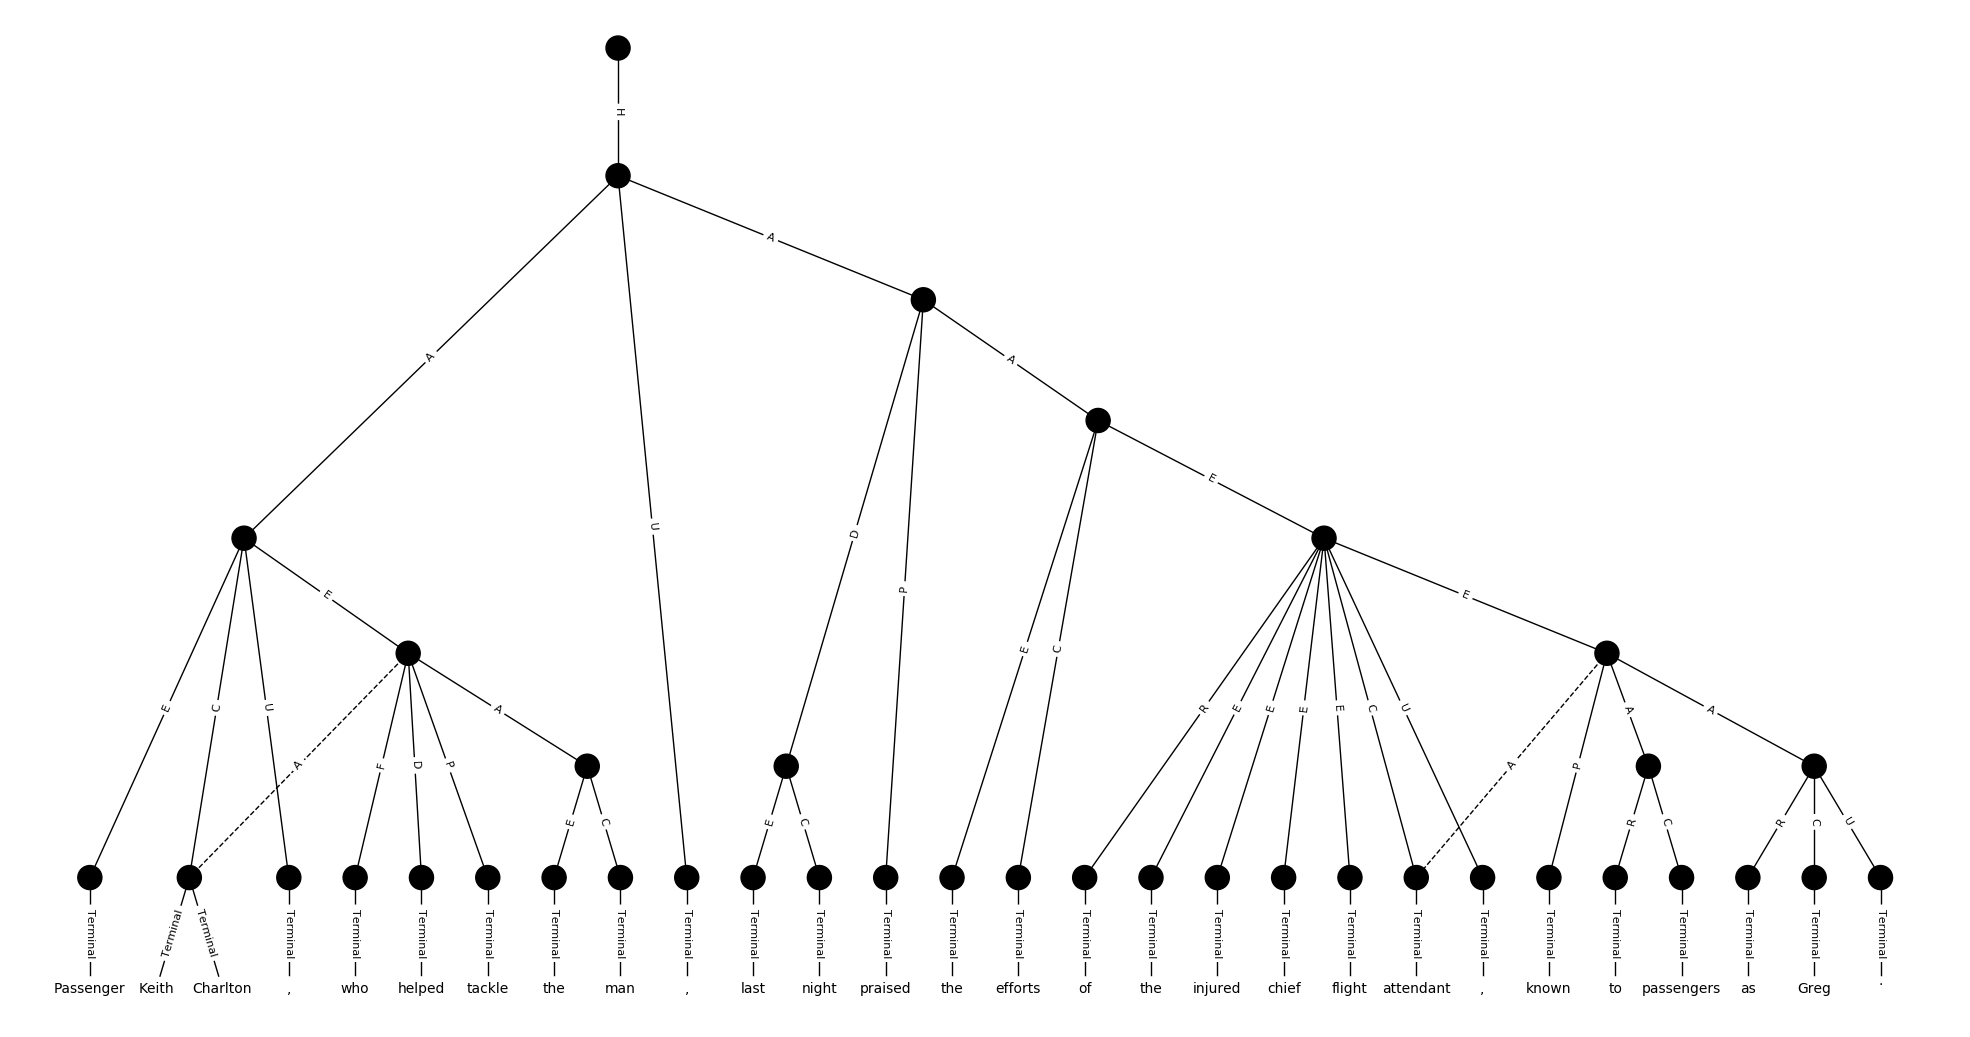 H
A
A
A
U
E
E
D
P
E
E
C
E
C
U
A
R
E
E
E
E
C
U
A
A
F
D
P
A
P
A
E
C
E
C
R
C
R
C
U
Terminal Terminal Terminal Terminal Terminal Terminal Terminal Terminal Terminal Terminal Terminal Terminal Terminal Terminal Terminal Terminal Terminal Terminal Terminal Terminal Terminal Terminal Terminal Terminal Terminal Terminal Terminal Terminal Terminal
Passenger Keith Charlton , who helped tackle the man , last night praised the efforts of the injured chief flight attendant , known to passengers as Greg .